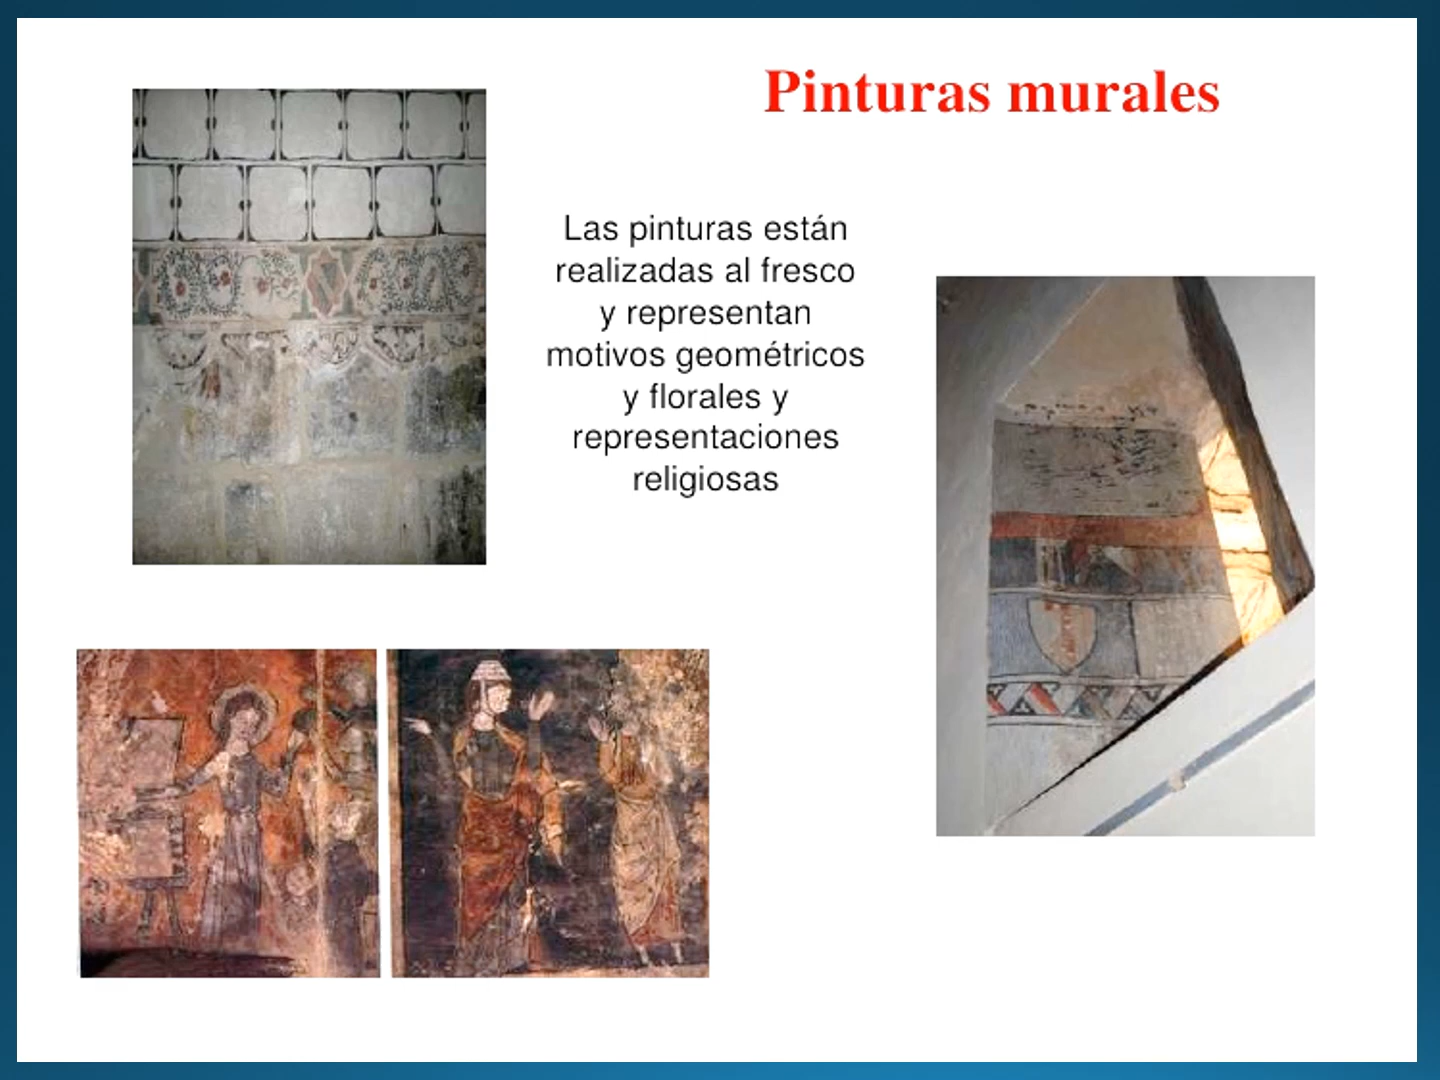 Pinturas murales
Las pinturas están
realizadas al fresco
y representan
motivos geométricos
y florales y
representaciones
religiosas